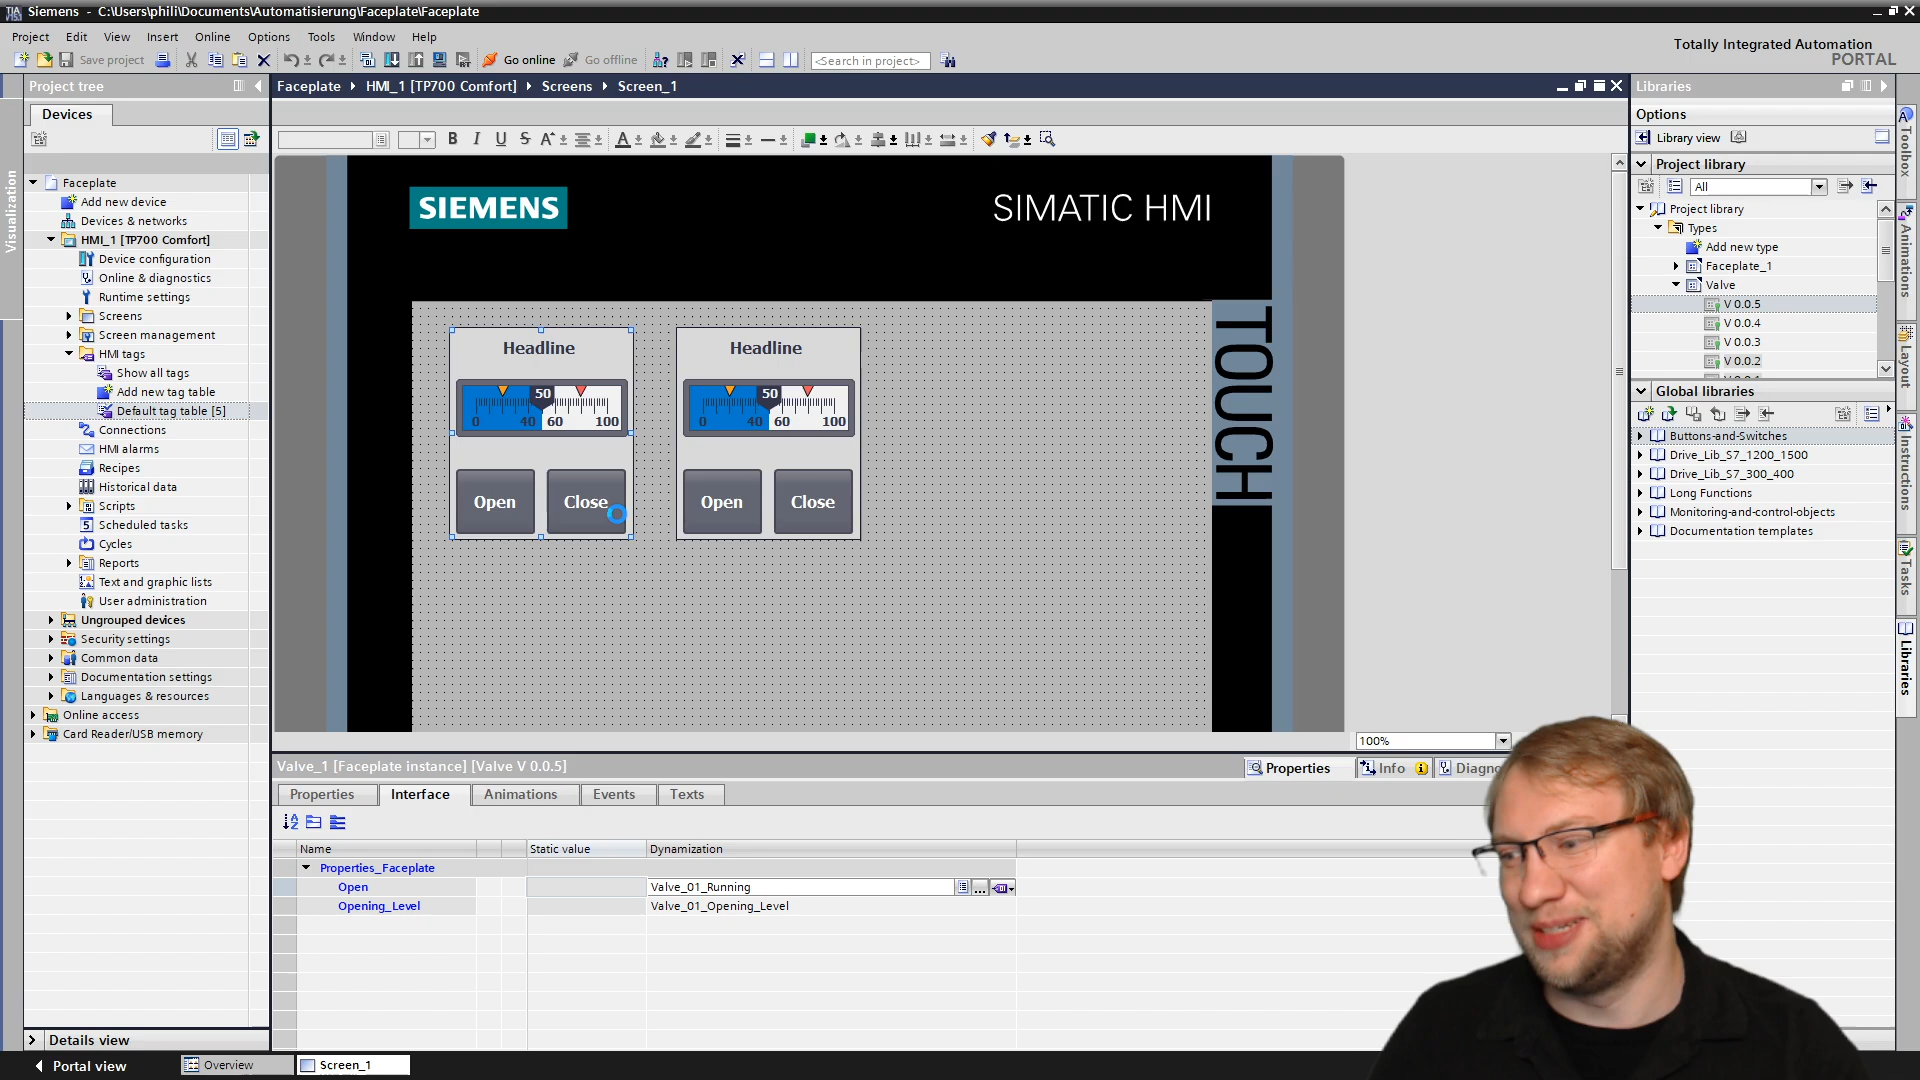 Siemens - C:\Users\phili\Documents\Automatisierung\Faceplate\Faceplate
Project Edit View Insert Online Options Tools Window Help
Save project Go online Go offline <Search in project>
Totally Integrated Automation
PORTAL
Project tree
Faceplate HMI_1 [TP700 Comfort] Screens Screen_1
Libraries
Devices
Options
Library view
Project library
All
Visualization
Faceplate
Add new device
Devices & networks
HMI_1 [TP700 Comfort]
Device configuration
Online & diagnostics
Runtime settings
Screens
Screen management
HMI tags
Show all tags
Add new tag table
Default tag table [5]
Connections
HMI alarms
Recipes
Historical data
Scripts
Scheduled tasks
Cycles
Reports
Text and graphic lists
User administration
Ungrouped devices
Security settings
Common data
Documentation settings
Languages & resources
Online access
Card Reader/USB memory
Details view
B I U S A A
SIEMENS
SIMATIC HMI
TOUCH
Headline
50
0 40 60 100
Open Close
Headline
50
0 40 60 100
Open Close
100%
Project library
Types
Add new type
Faceplate_1
Valve
V 0.0.5
V 0.0.4
V 0.0.3
V 0.0.2
Global libraries
Buttons-and-Switches
Drive_Lib_S7_1200_1500
Drive_Lib_S7_300_400
Long Functions
Monitoring-and-control-objects
Documentation templates
Toolbox
Animations
Layout
Instructions
Tasks
Libraries
Valve_1 [Faceplate instance] [Valve V 0.0.5]
Properties Info Diagno
Properties Interface Animations Events Texts
Name Static value Dynamization
Properties_Faceplate
Open Valve_01_Running
Opening_Level Valve_01_Opening_Level
Portal view Overview Screen_1